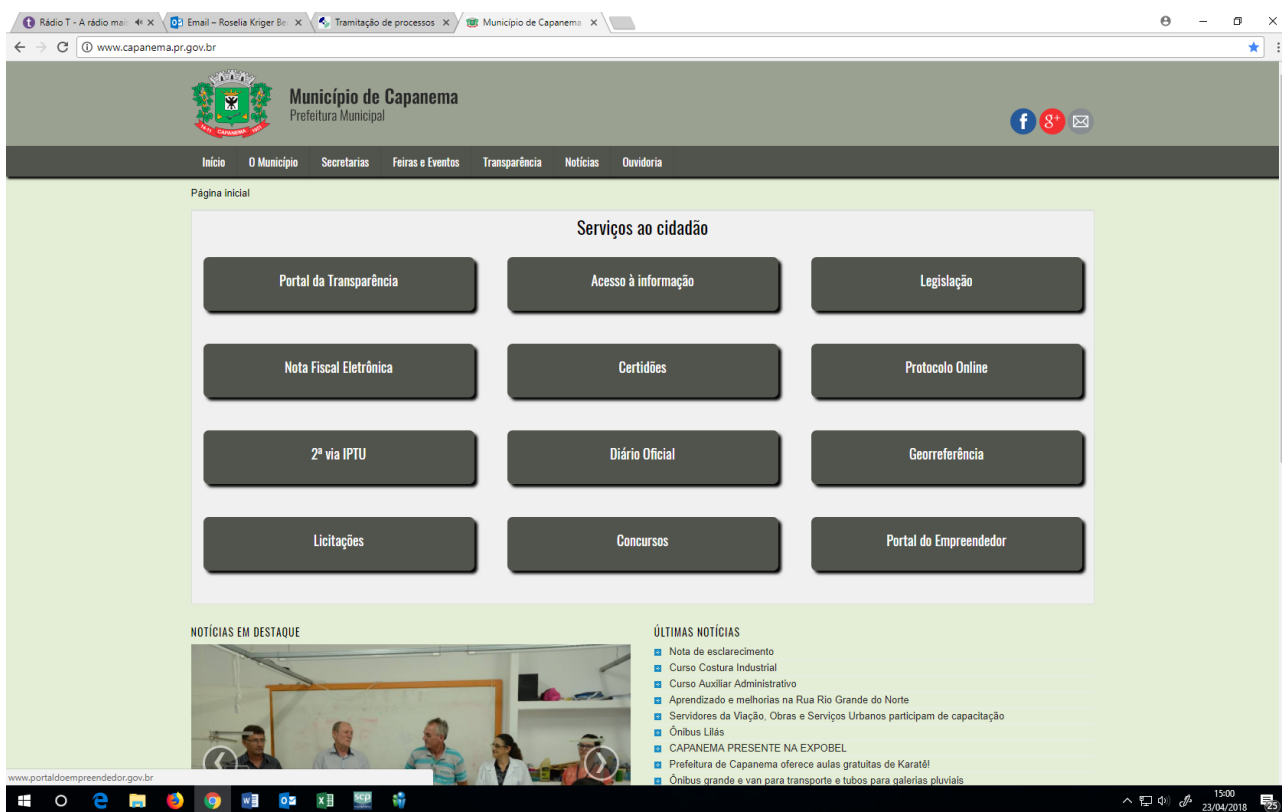 Rádio T - A rádio mais
Email – Roselia Kriger Be
Tramitação de processos
Município de Capanema
www.capanema.pr.gov.br
Município de Capanema
Prefeitura Municipal
CAPANEMA
Início O Município Secretarias Feiras e Eventos Transparência Notícias Ouvidoria
Página inicial
Serviços ao cidadão
Portal da Transparência Acesso à informação Legislação
Nota Fiscal Eletrônica Certidões Protocolo Online
2ª via IPTU Diário Oficial Georreferência
Licitações Concursos Portal do Empreendedor
NOTÍCIAS EM DESTAQUE
ÚLTIMAS NOTÍCIAS
Nota de esclarecimento
Curso Costura Industrial
Curso Auxiliar Administrativo
Aprendizado e melhorias na Rua Rio Grande do Norte
Servidores da Viação, Obras e Serviços Urbanos participam de capacitação
Ônibus Lilás
CAPANEMA PRESENTE NA EXPOBEL
Prefeitura de Capanema oferece aulas gratuitas de Karatê!
Ônibus grande e van para transporte e tubos para galerias pluviais
www.portaldoempreendedor.gov.br
scp
15:00
23/04/2018
25